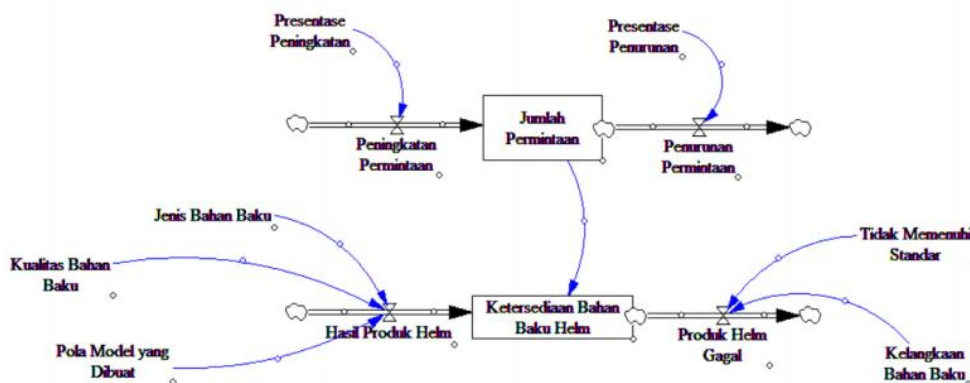 Presentase
Peningkatan
Presentase
Penurunan
Jumlah
Permintaan
Peningkatan
Permintaan
Penurunan
Permintaan
Jenis Bahan Baku
Kualitas Bahan
Baku
Pola Model yang
Dibuat
Hasil Produk Helm
Ketersediaan Bahan
Baku Helm
Produk Helm
Gagal
Tidak Memenuhi
Standar
Kelangkaan
Bahan Baku